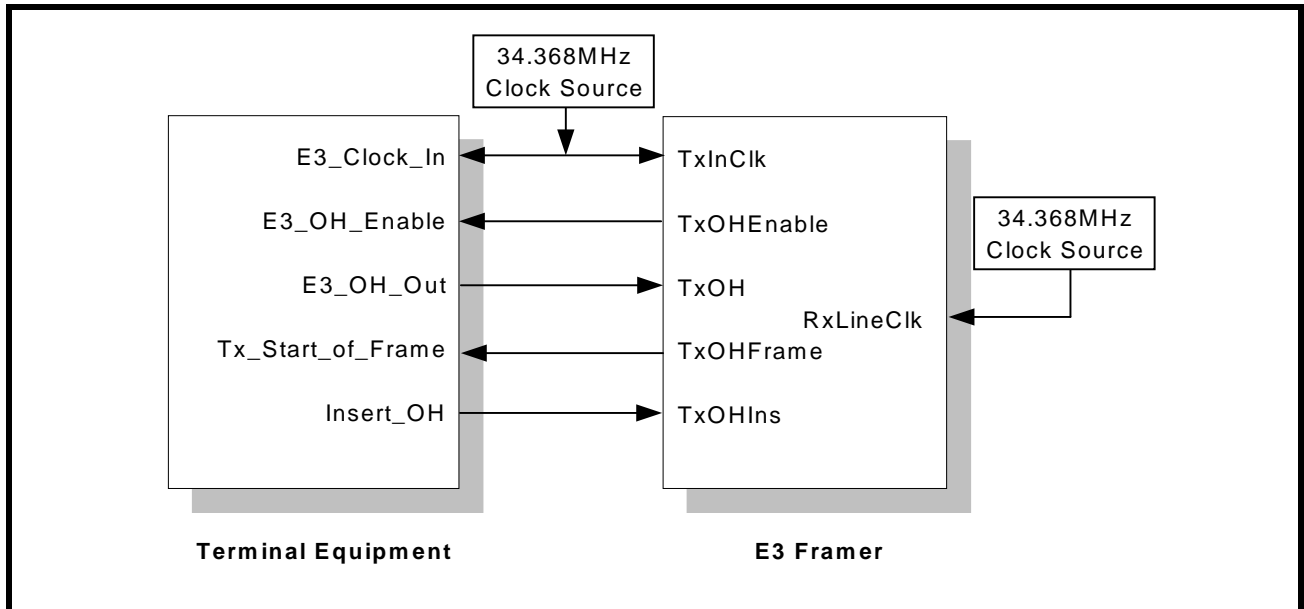 34.368MHz
Clock Source
E3_Clock_In
E3_OH_Enable
E3_OH_Out
Tx_Start_of_Frame
Insert_OH
TxInClk
TxOHEnable
TxOH
RxLineClk
TxOHFrame
TxOHIns
34.368MHz
Clock Source
Terminal Equipment
E3 Framer